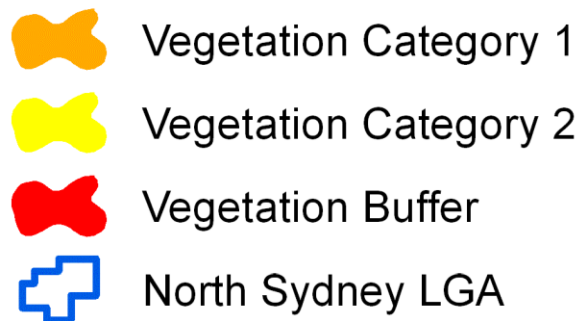 Vegetation Category 1
Vegetation Category 2
Vegetation Buffer
North Sydney LGA